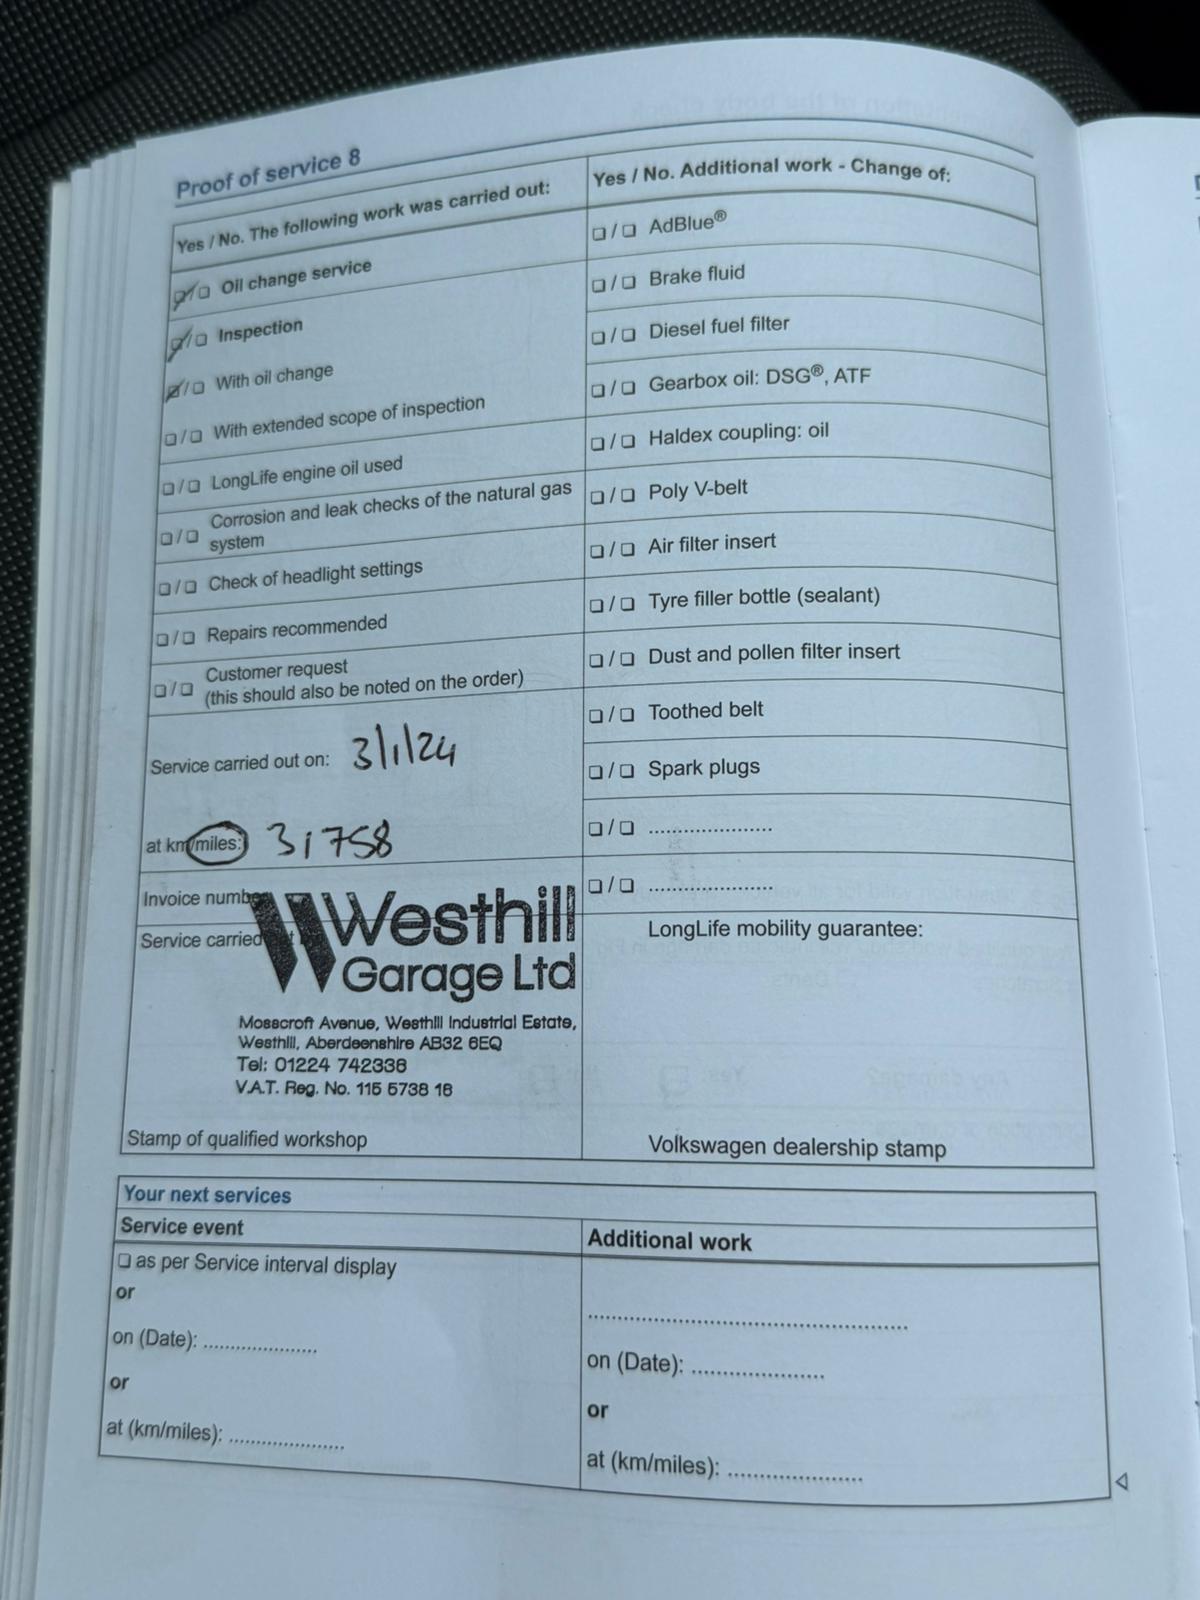 Proof of service 8
Yes / No. The following work was carried out:
❏ / ❏ Oil change service
❏ / ❏ Inspection
❏ / ❏ With oil change
❏ / ❏ With extended scope of inspection
❏ / ❏ LongLife engine oil used
❏ / ❏ Corrosion and leak checks of the natural gas
system
❏ / ❏ Check of headlight settings
❏ / ❏ Repairs recommended
❏ / ❏ Customer request
(this should also be noted on the order)
Service carried out on: 3/1/24
at km/miles: 31758
Invoice number
Service carried
Westhill
Garage Ltd
Mosscroft Avenue, Westhill Industrial Estate,
Westhill, Aberdeenshire AB32 6EQ
Tel: 01224 742338
V.A.T. Reg. No. 115 5738 18
Stamp of qualified workshop
Yes / No. Additional work - Change of:
❏ / ❏ AdBlue®
❏ / ❏ Brake fluid
❏ / ❏ Diesel fuel filter
❏ / ❏ Gearbox oil: DSG®, ATF
❏ / ❏ Haldex coupling: oil
❏ / ❏ Poly V-belt
❏ / ❏ Air filter insert
❏ / ❏ Tyre filler bottle (sealant)
❏ / ❏ Dust and pollen filter insert
❏ / ❏ Toothed belt
❏ / ❏ Spark plugs
❏ / ❏ ......................
❏ / ❏ ......................
LongLife mobility guarantee:
Volkswagen dealership stamp
Your next services
Service event
❏ as per Service interval display
or
on (Date): ....................
or
at (km/miles): ....................
Additional work
........................................................
on (Date): .......................
or
at (km/miles): .......................